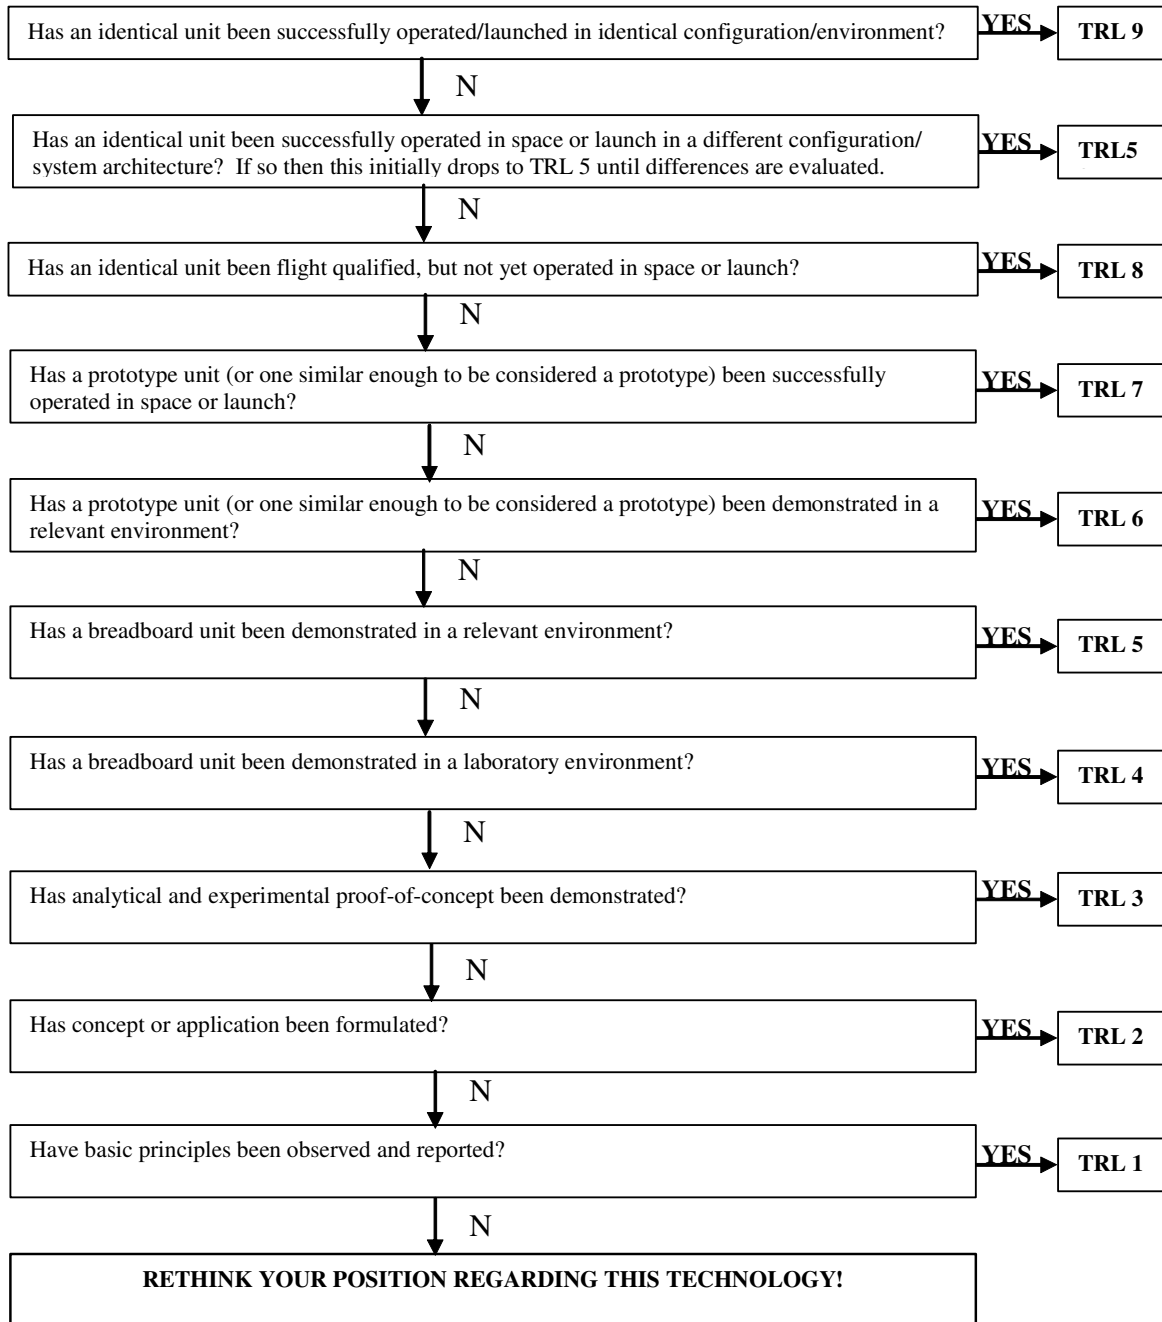 Has an identical unit been successfully operated/launched in identical configuration/environment?
YES
TRL 9
N
Has an identical unit been successfully operated in space or launch in a different configuration/
system architecture?  If so then this initially drops to TRL 5 until differences are evaluated.
YES
TRL5
N
Has an identical unit been flight qualified, but not yet operated in space or launch?
YES
TRL 8
N
Has a prototype unit (or one similar enough to be considered a prototype) been successfully
operated in space or launch?
YES
TRL 7
N
Has a prototype unit (or one similar enough to be considered a prototype) been demonstrated in a
relevant environment?
YES
TRL 6
N
Has a breadboard unit been demonstrated in a relevant environment?
YES
TRL 5
N
Has a breadboard unit been demonstrated in a laboratory environment?
YES
TRL 4
N
Has analytical and experimental proof-of-concept been demonstrated?
YES
TRL 3
N
Has concept or application been formulated?
YES
TRL 2
N
Have basic principles been observed and reported?
YES
TRL 1
N
RETHINK YOUR POSITION REGARDING THIS TECHNOLOGY!